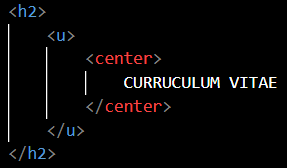 <h2>
<u>
<center>
CURRUCULUM VITAE
</center>
</u>
</h2>